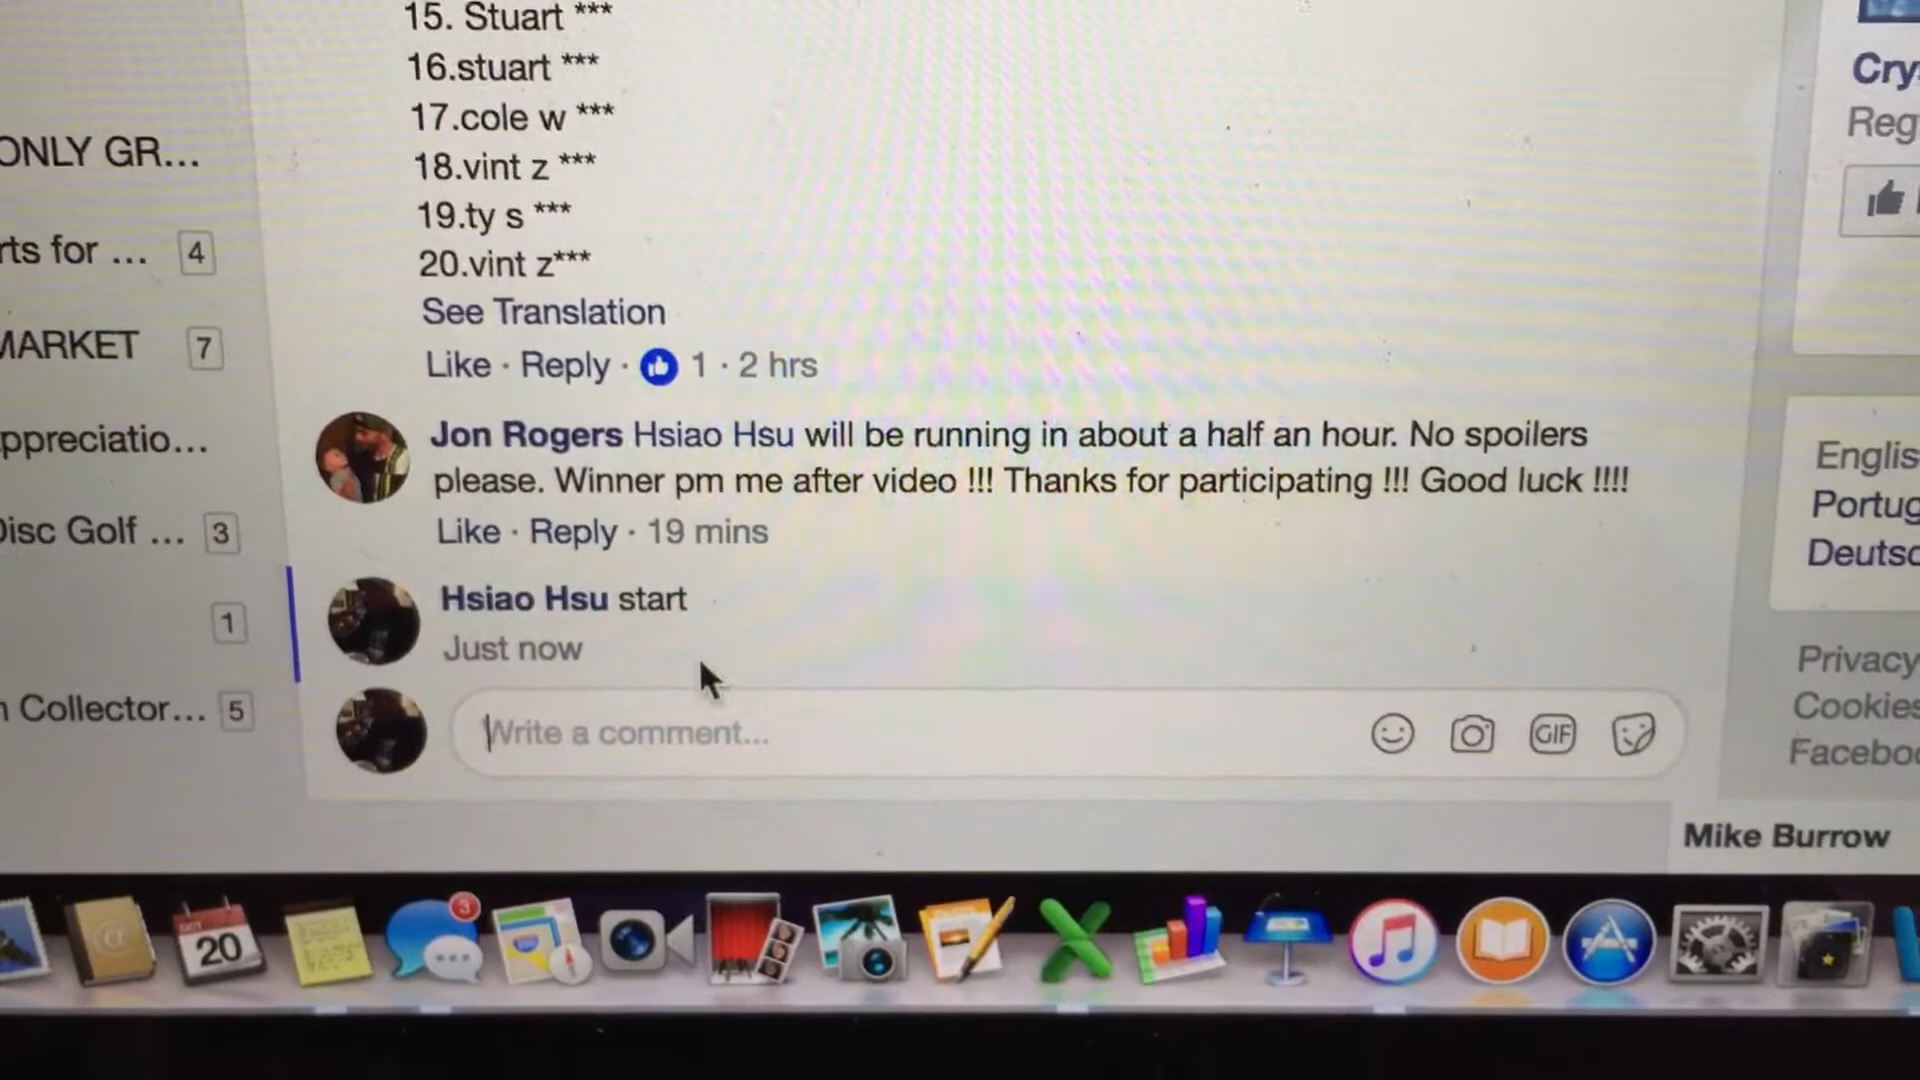 15. Stuart ***
16.stuart ***
17.cole w ***
18.vint z ***
19.ty s ***
20.vint z***
See Translation
Like · Reply · 1 · 2 hrs
Jon Rogers Hsiao Hsu will be running in about a half an hour. No spoilers
please. Winner pm me after video !!! Thanks for participating !!! Good luck !!!!
Like · Reply · 19 mins
Hsiao Hsu start
Just now
Write a comment...
GIF
ONLY GR...
rts for ... 4
MARKET 7
ppreciatio...
Disc Golf ... 3
1
n Collector... 5
Cry
Reg
Englis
Portug
Deutsc
Privacy
Cookies
Faceboo
Mike Burrow
OCT
20
3
@